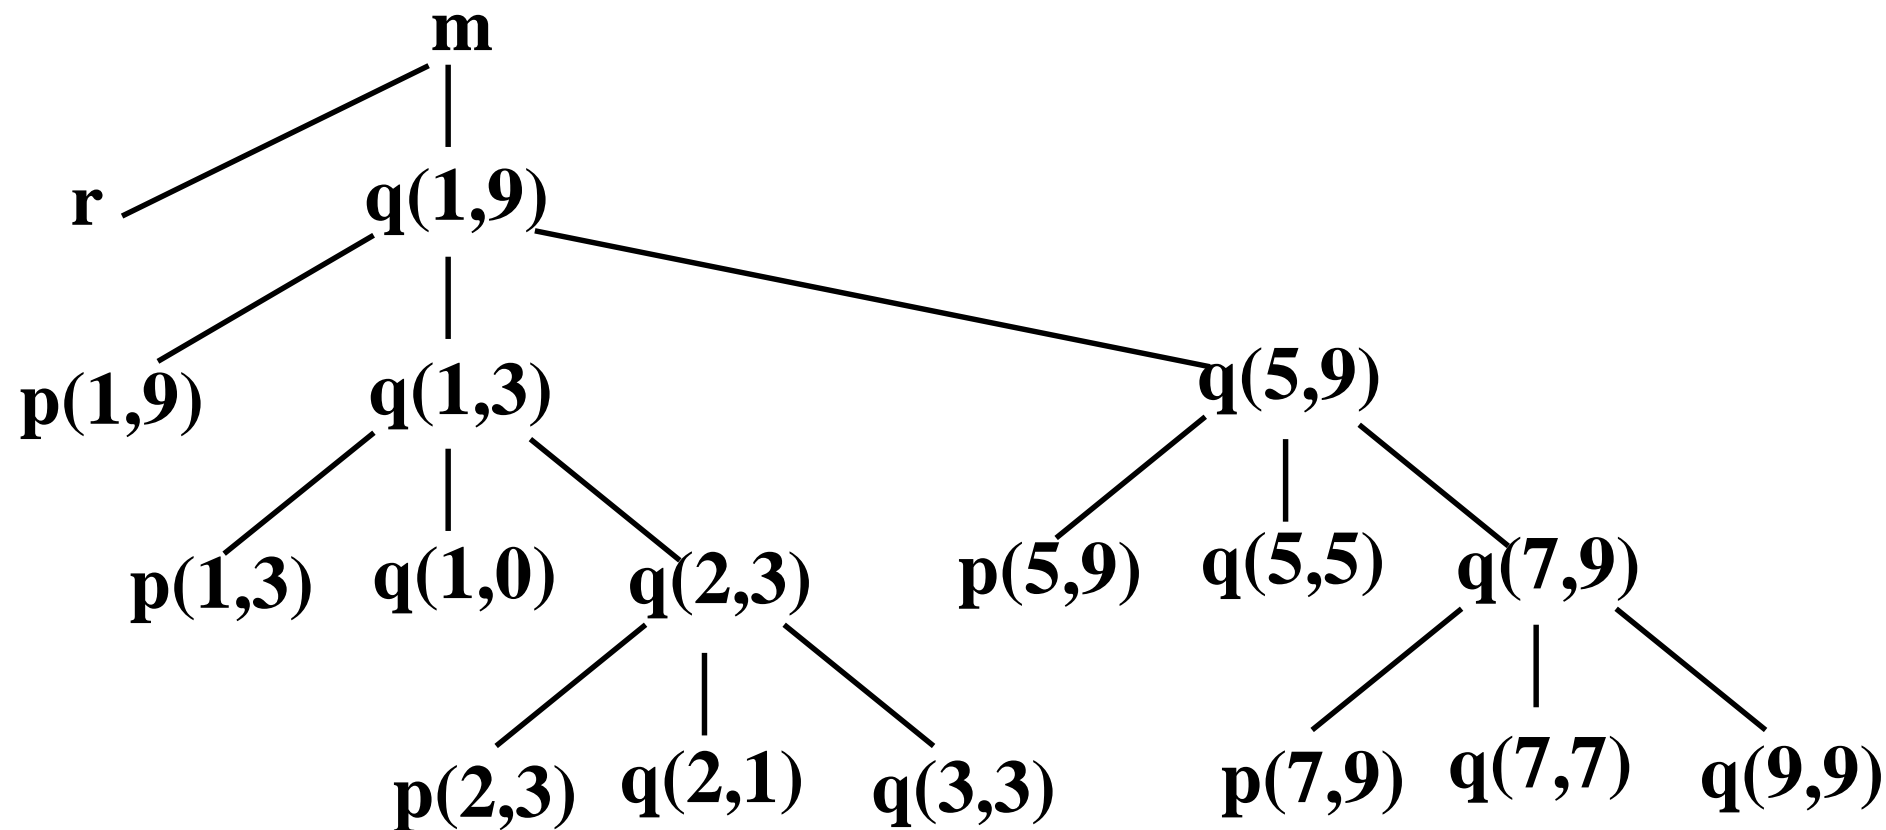 m
r q(1,9)
p(1,9) q(1,3) q(5,9)
p(1,3) q(1,0) q(2,3) p(5,9) q(5,5) q(7,9)
p(2,3) q(2,1) q(3,3) p(7,9) q(7,7) q(9,9)